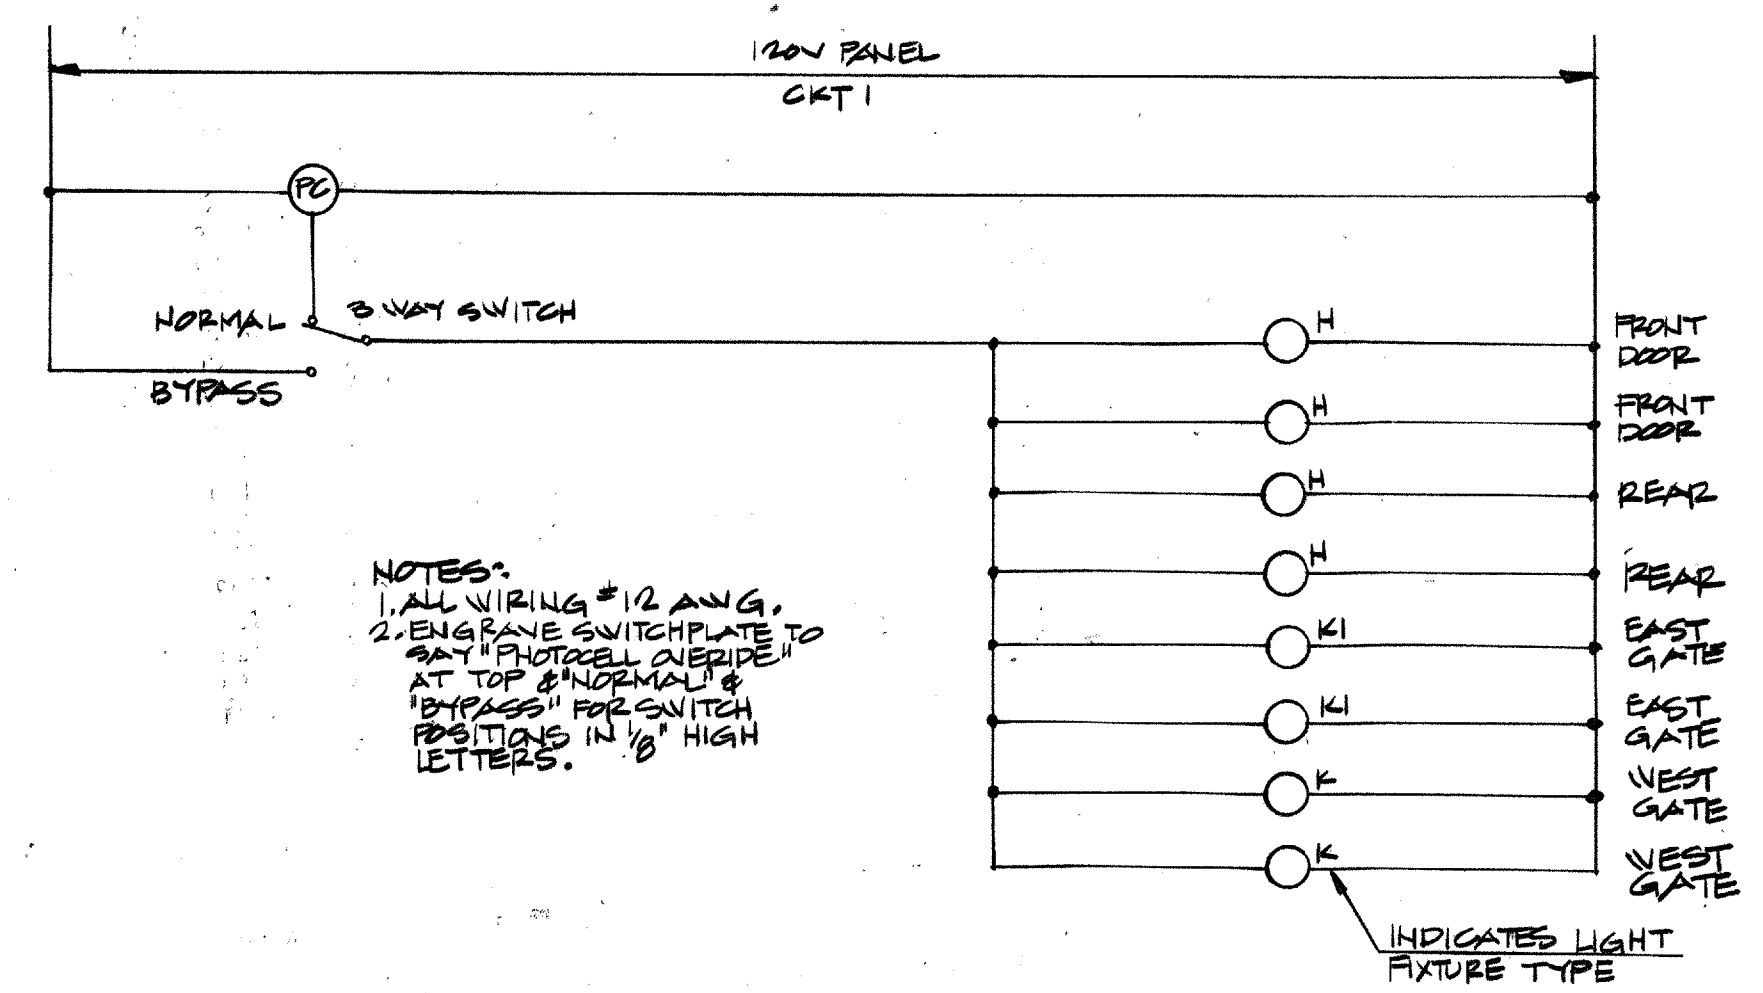 120V PANEL
CKT 1
PC
NORMAL
3 WAY SWITCH
BYPASS
H
FRONT
DOOR
H
FRONT
DOOR
H
REAR
H
REAR
K1
EAST
GATE
K1
EAST
GATE
K
WEST
GATE
K
WEST
GATE
INDICATES LIGHT
FIXTURE TYPE
NOTES:
1. ALL WIRING #12 AWG.
2. ENGRAVE SWITCHPLATE TO
SAY "PHOTOCELL OVERIDE"
AT TOP & "NORMAL" &
"BYPASS" FOR SWITCH
POSITIONS IN 1/8" HIGH
LETTERS.